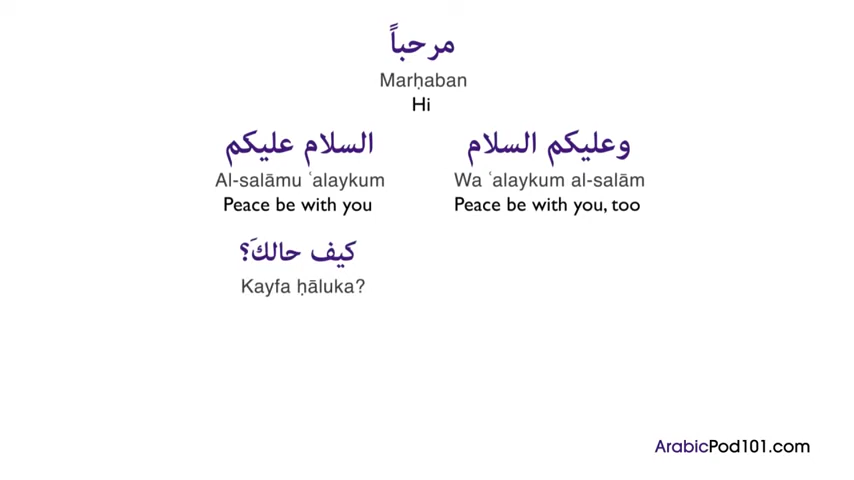 مرحباً
Marḥaban
Hi
السلام عليكم
Al-salāmu ʿalaykum
Peace be with you
وعليكم السلام
Wa ʿalaykum al-salām
Peace be with you, too
كيف حالكَ؟
Kayfa ḥāluka?
ArabicPod101.com